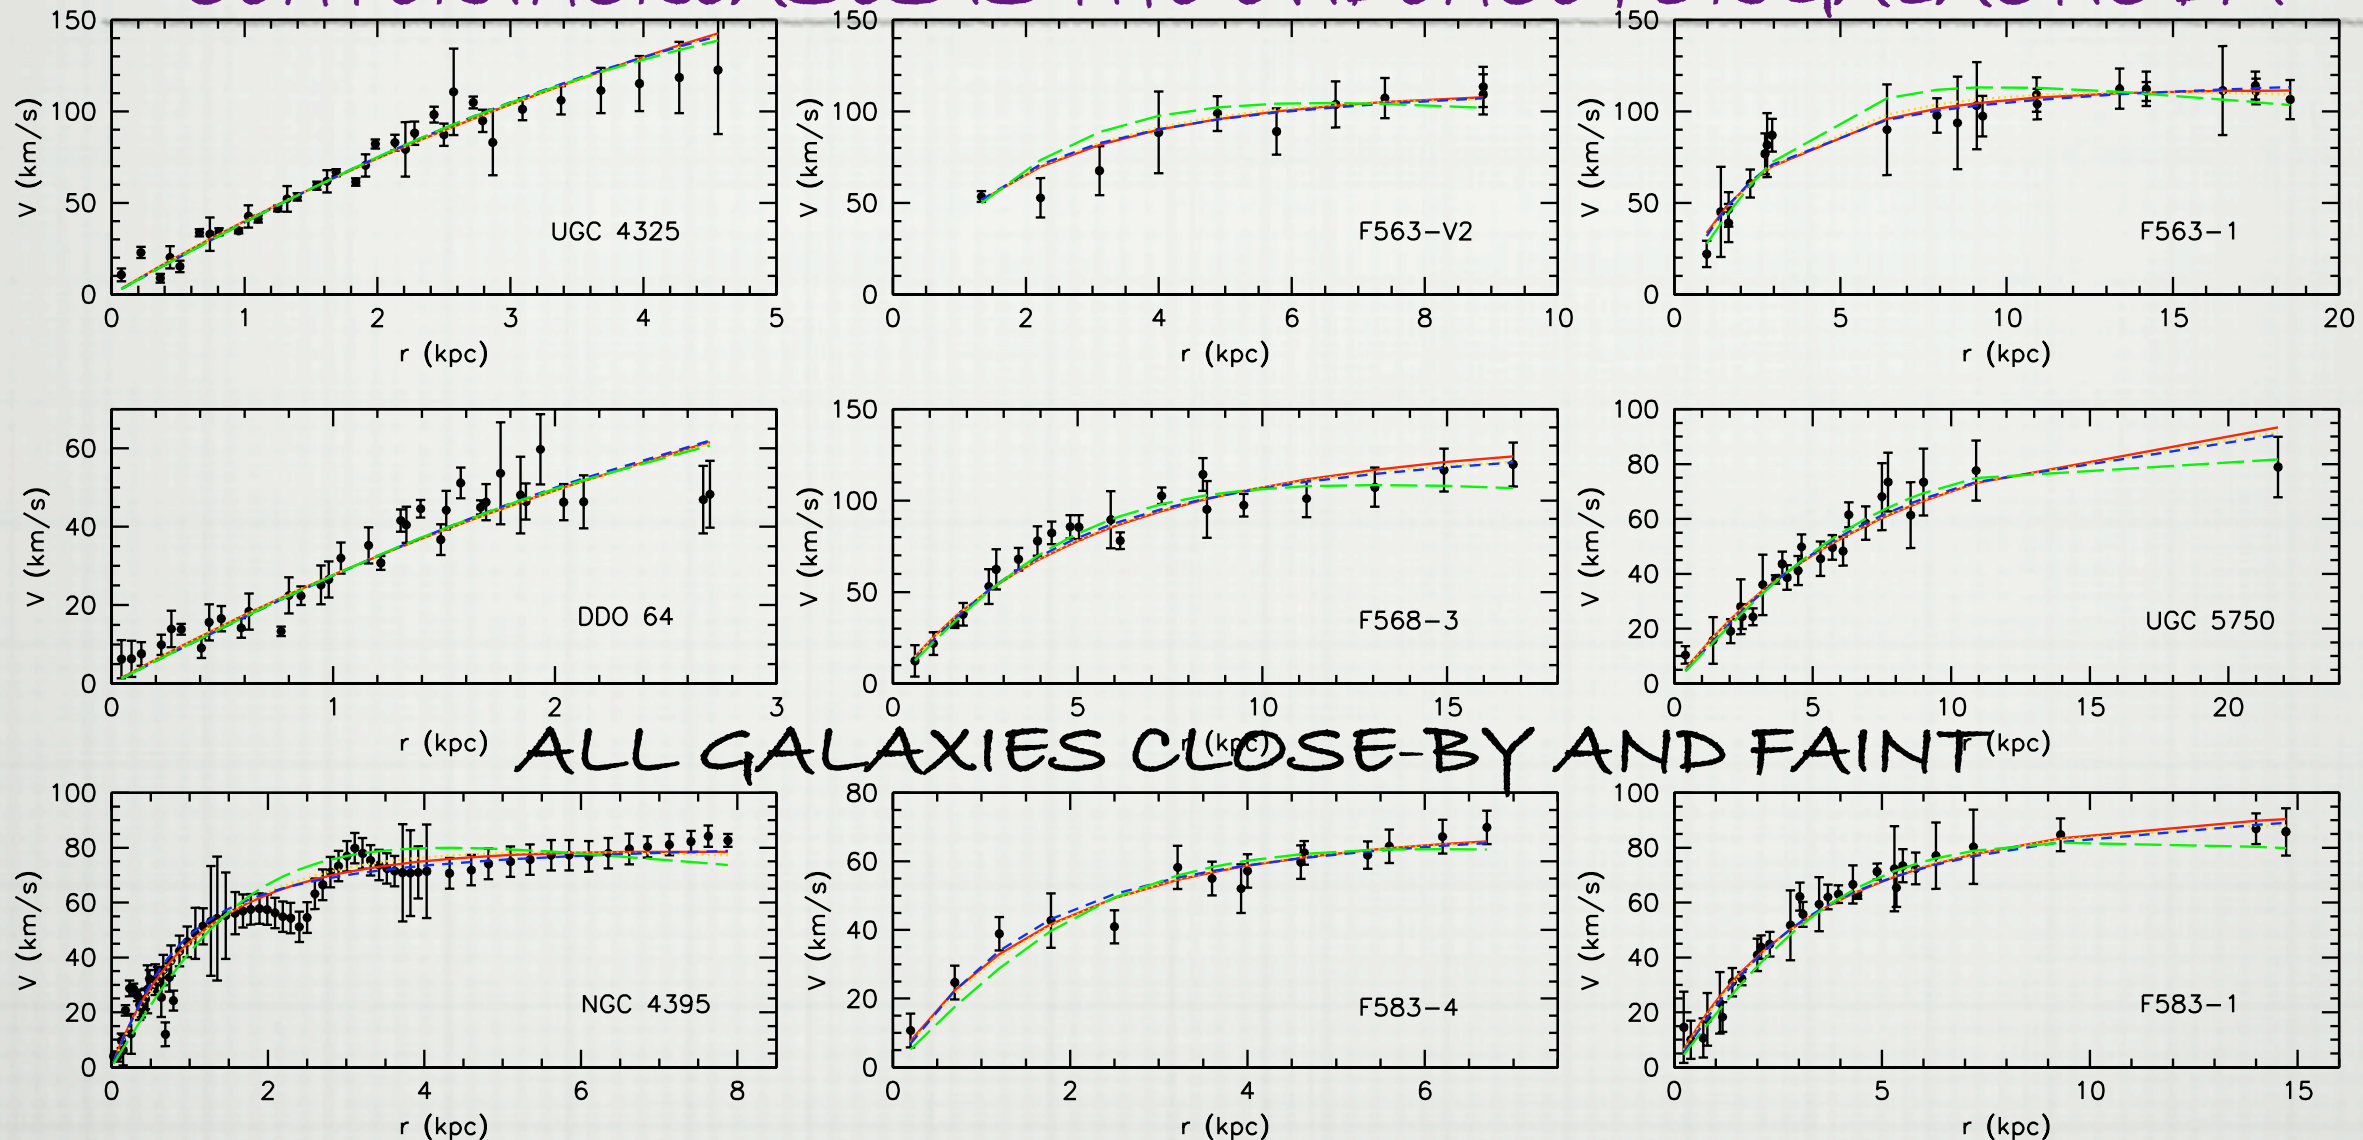 150 100 50 0 V (km/s) UGC 4325
0 1 2 3 4 5
r (kpc)
150 100 50 0 V (km/s) F563-V2
0 2 4 6 8 10
r (kpc)
150 100 50 0 V (km/s) F563-1
0 5 10 15 20
r (kpc)
60 40 20 0 V (km/s) DDO 64
0 1 2 3
r (kpc)
150 100 50 0 V (km/s) F568-3
0 5 10 15
r (kpc)
100 80 60 40 20 0 V (km/s) UGC 5750
0 5 10 15 20
r (kpc)
ALL GALAXIES CLOSE-BY AND FAINT
100 80 60 40 20 0 V (km/s) NGC 4395
0 2 4 6 8
r (kpc)
80 60 40 20 0 V (km/s) F583-4
0 2 4 6
r (kpc)
100 80 60 40 20 0 V (km/s) F583-1
0 5 10 15
r (kpc)